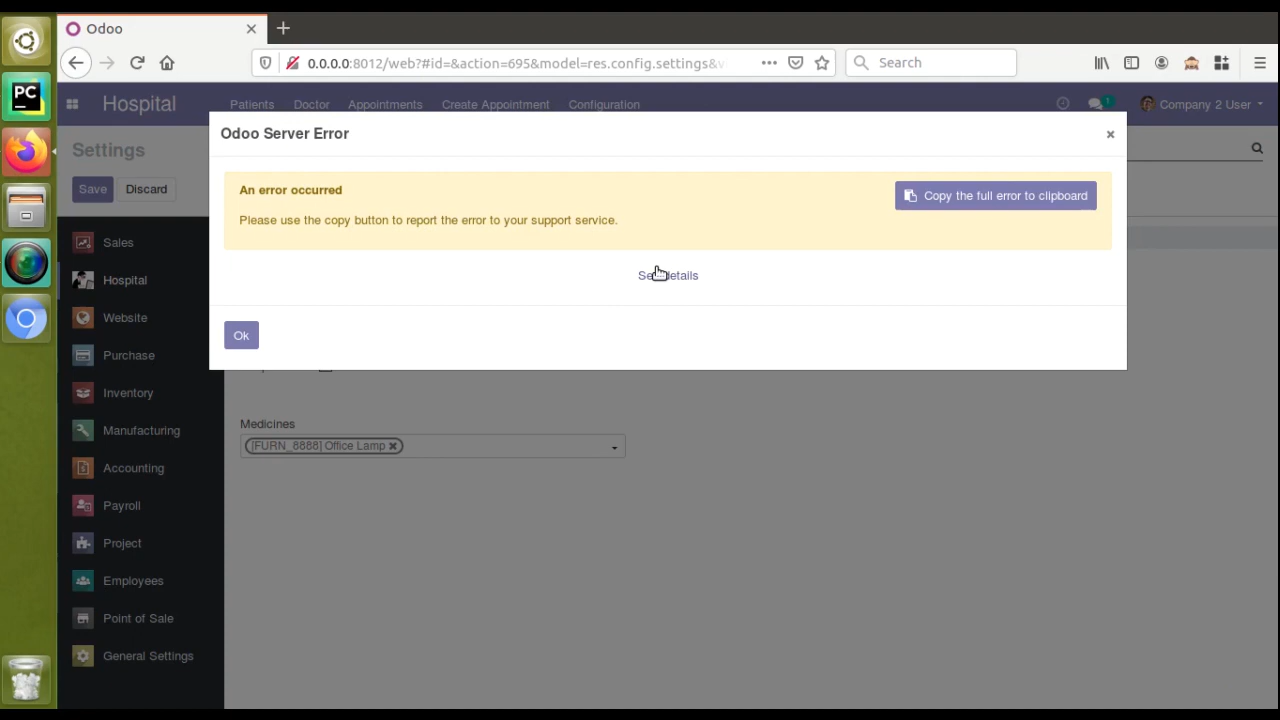 Odoo
0.0.0.0:8012/web?#id=&action=695&model=res.config.settings&v
Search
PC
Hospital
Patients
Doctor
Appointments
Create Appointment
Configuration
1
Company 2 User
Odoo Server Error
Settings
Save
Discard
An error occurred
Copy the full error to clipboard
Please use the copy button to report the error to your support service.
details
Ok
Sales
Hospital
Website
Purchase
Inventory
Manufacturing
Accounting
Payroll
Project
Employees
Point of Sale
General Settings
Medicines
[FURN_8888] Office Lamp